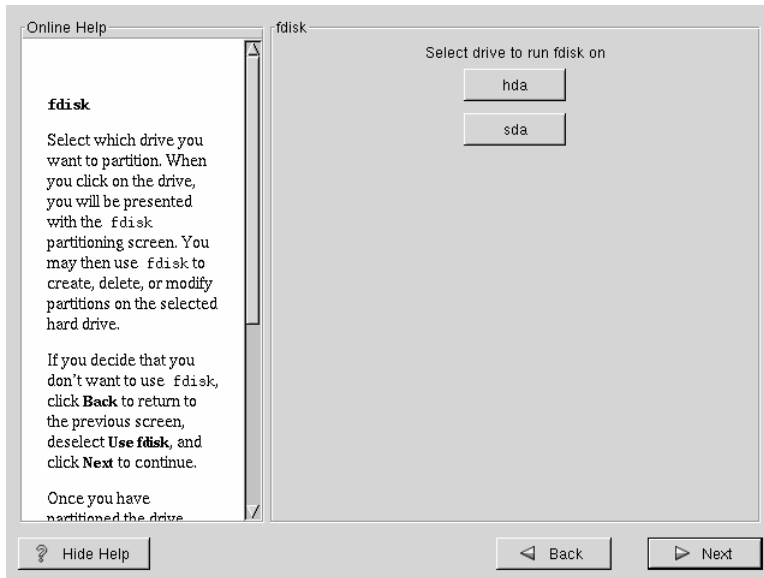 Online Help
fdisk
Select which drive you
want to partition. When
you click on the drive,
you will be presented
with the fdisk
partitioning screen. You
may then use fdisk to
create, delete, or modify
partitions on the selected
hard drive.
If you decide that you
don't want to use fdisk,
click Back to return to
the previous screen,
deselect Use fdisk, and
click Next to continue.
Once you have
partitioned the drive
fdisk
Select drive to run fdisk on
hda
sda
Hide Help
Back
Next